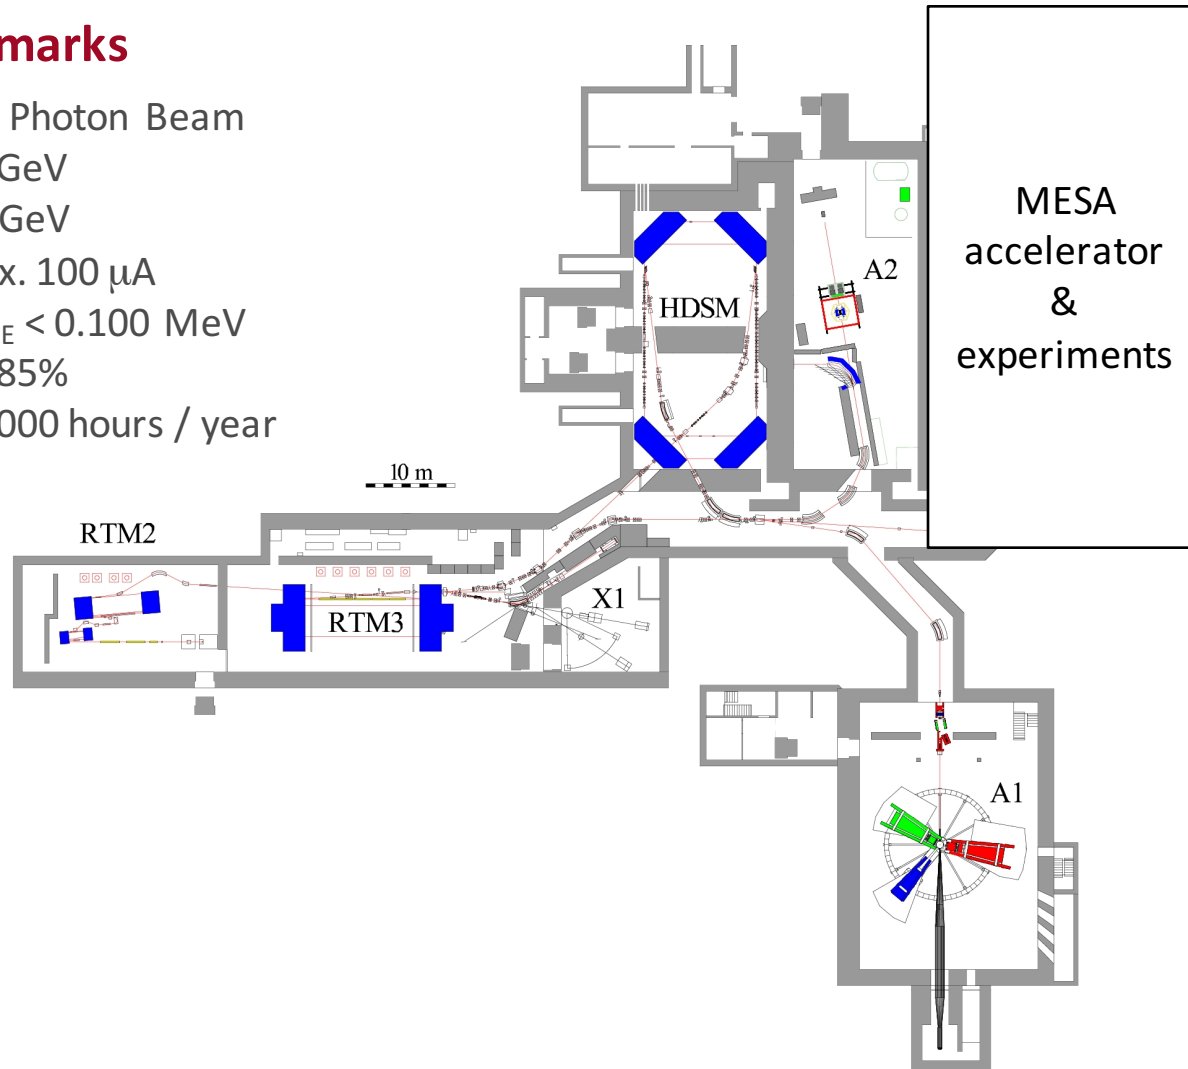 marks
Photon Beam
GeV
GeV
x. 100 μA
E < 0.100 MeV
85%
000 hours / year
MESA
accelerator
&
experiments
A2
HDSM
10 m
RTM2
X1
RTM3
A1